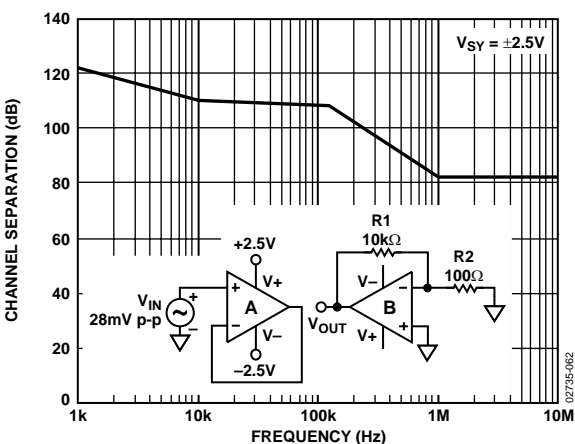 140
120
100
80
60
40
20
0
CHANNEL SEPARATION (dB)
V_SY = ±2.5V
R1
10kΩ
+2.5V
R2
100Ω
V+
V–
V_IN
28mV p-p
+
–
+
–
A
B
–
+
V_OUT
V–
V+
–2.5V
1k
10k
100k
1M
10M
FREQUENCY (Hz)
02735-062